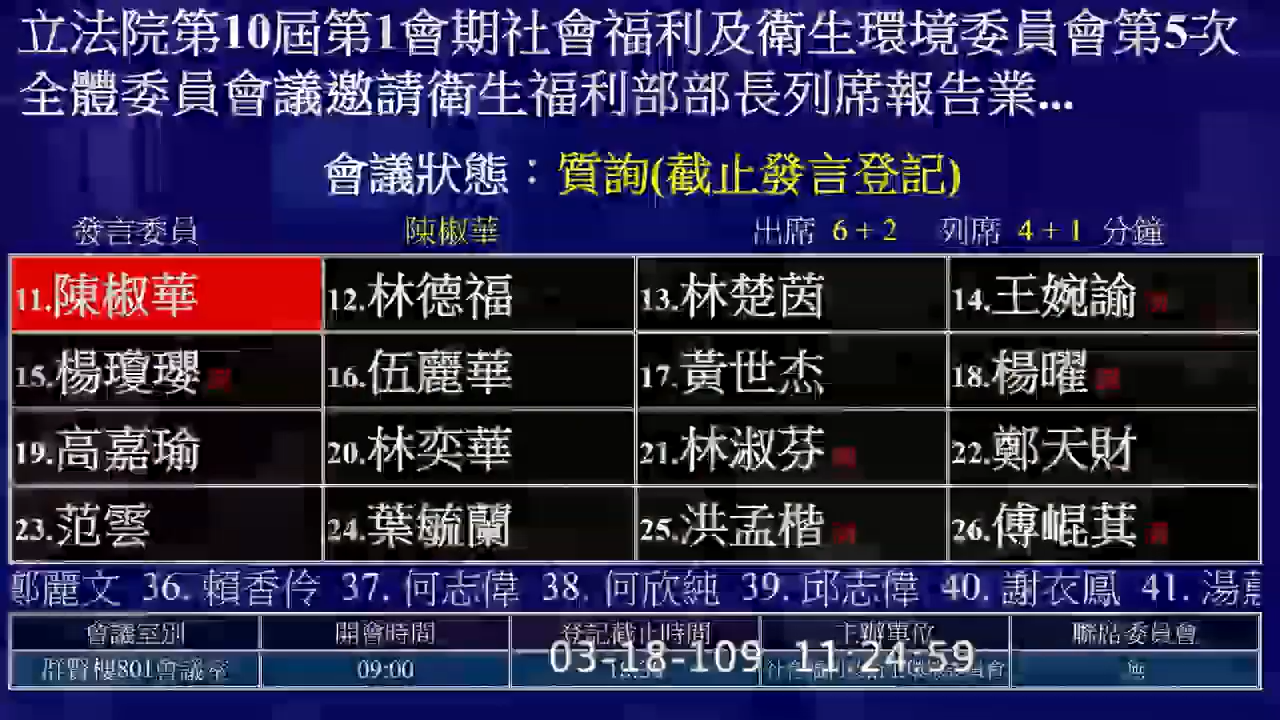 立法院第10屆第1會期社會福利及衛生環境委員會第5次
全體委員會議邀請衛生福利部部長列席報告業...
會議狀態：質詢(截止發言登記)
發言委員 陳椒華 出席 6+2 列席 4+1 分鐘
11.陳椒華 12.林德福 13.林楚茵 14.王婉諭
15.楊瓊瓔 16.伍麗華 17.黃世杰 18.楊曜
19.高嘉瑜 20.林奕華 21.林淑芬 22.鄭天財
23.范雲 24.葉毓蘭 25.洪孟楷 26.傅崐萁
鄭麗文 36. 賴香伶 37. 何志偉 38. 何欣純 39. 邱志偉 40. 謝衣鳳 41. 湯
會議室別 開會時間 登記截止時間 主辦單位 聯席委員會
群賢樓801會議室 09:00 無
03-18-109 11:24:59